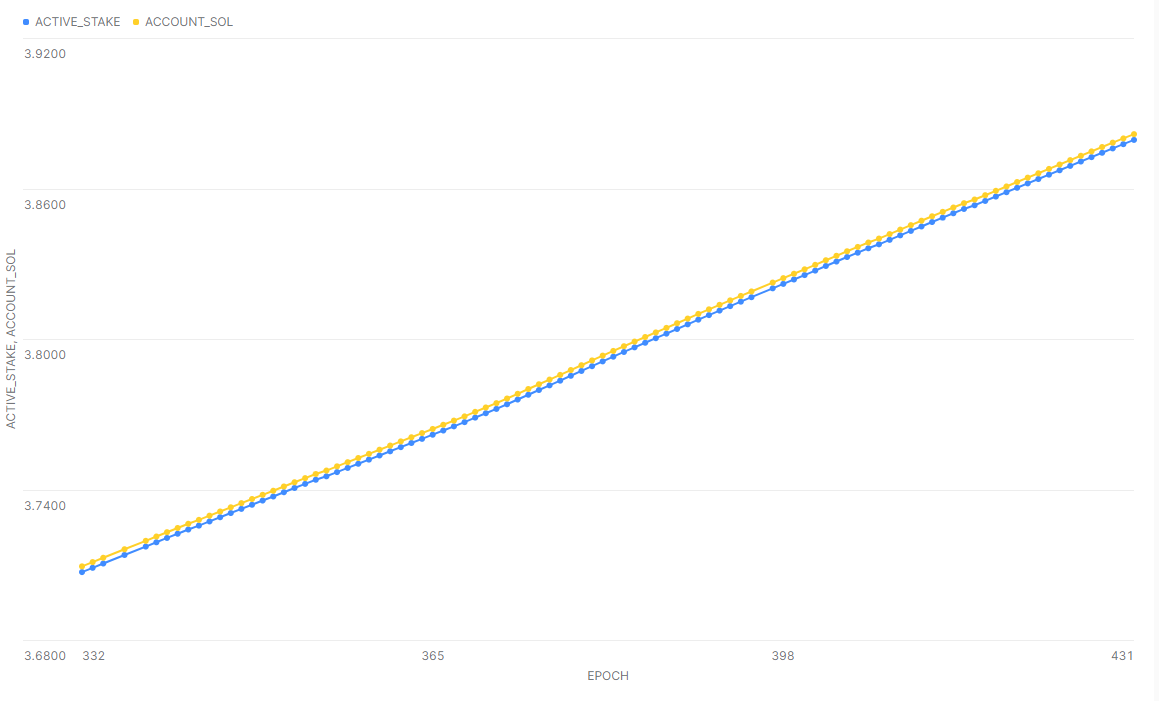 ACTIVE_STAKE ACCOUNT_SOL
3.9200
3.8600
3.8000
3.7400
3.6800
ACTIVE_STAKE, ACCOUNT_SOL
332 365 398 431
EPOCH